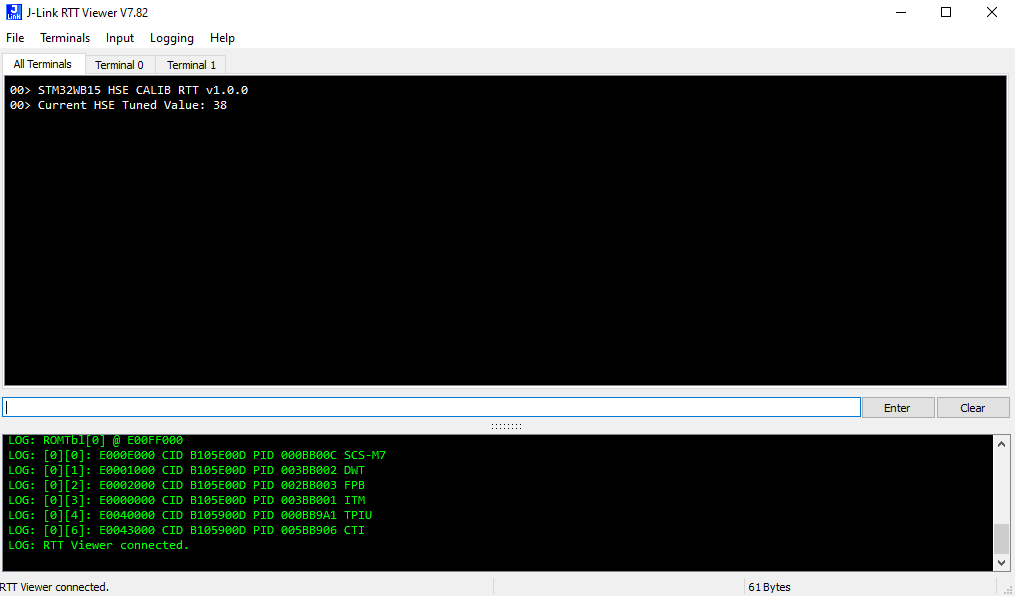 J-Link RTT Viewer V7.82
File Terminals Input Logging Help
All Terminals Terminal 0 Terminal 1
00> STM32WB15 HSE CALIB RTT v1.0.0
00> Current HSE Tuned Value: 38
Enter Clear
LOG: ROMTbl[0] @ E00FF000
LOG: [0][0]: E000E000 CID B105E00D PID 000BB00C SCS-M7
LOG: [0][1]: E0001000 CID B105E00D PID 003BB002 DWT
LOG: [0][2]: E0002000 CID B105E00D PID 002BB003 FPB
LOG: [0][3]: E0000000 CID B105E00D PID 003BB001 ITM
LOG: [0][4]: E0040000 CID B105900D PID 000BB9A1 TPIU
LOG: [0][6]: E0043000 CID B105900D PID 005BB906 CTI
LOG: RTT Viewer connected.
RTT Viewer connected. 61 Bytes